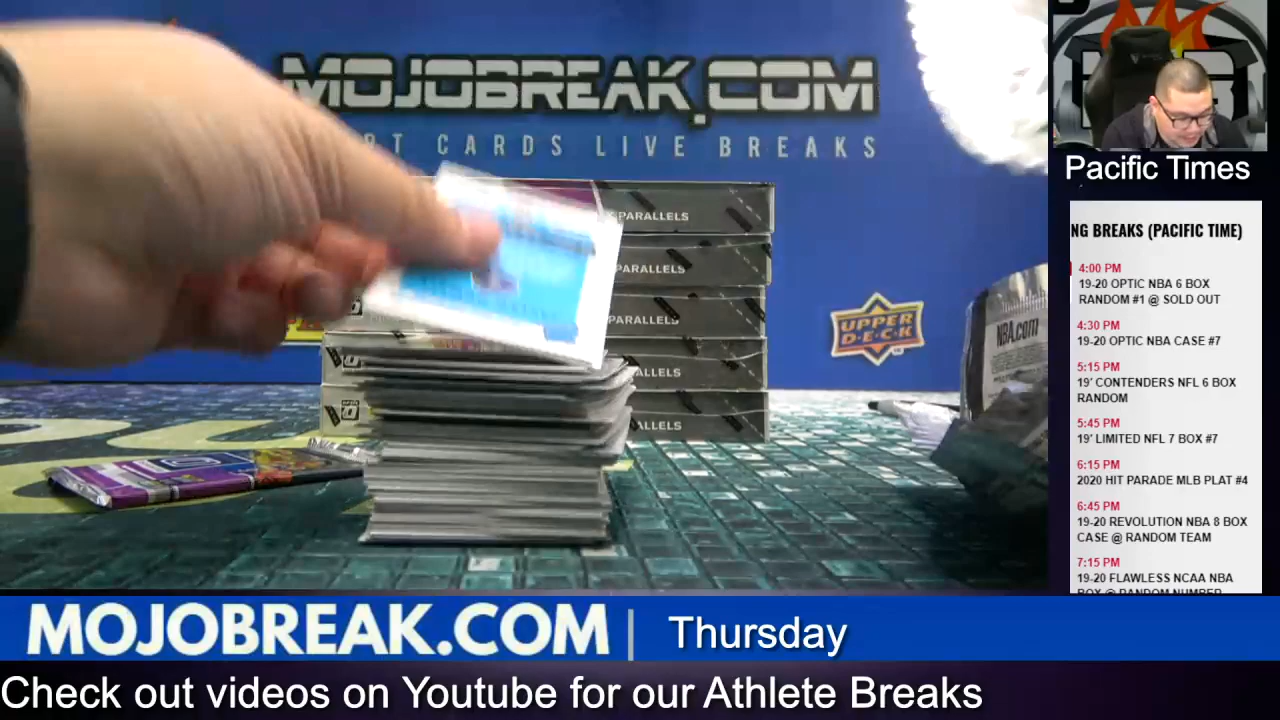 MOJOBREAK.COM
RT CARDS LIVE BREAKS
PARALLELS
PARALLELS
PARALLELS
PARALLELS
ALLELS
UPPER
DECK
NBA.com
Pacific Times
NG BREAKS (PACIFIC TIME)
4:00 PM
19-20 OPTIC NBA 6 BOX
RANDOM #1 @ SOLD OUT
4:30 PM
19-20 OPTIC NBA CASE #7
5:15 PM
19' CONTENDERS NFL 6 BOX
RANDOM
5:45 PM
19' LIMITED NFL 7 BOX #7
6:15 PM
2020 HIT PARADE MLB PLAT #4
6:45 PM
19-20 REVOLUTION NBA 8 BOX
CASE @ RANDOM TEAM
7:15 PM
19-20 FLAWLESS NCAA NBA
BOX @ RANDOM NUMBER
MOJOBREAK.COM | Thursday
Check out videos on Youtube for our Athlete Breaks